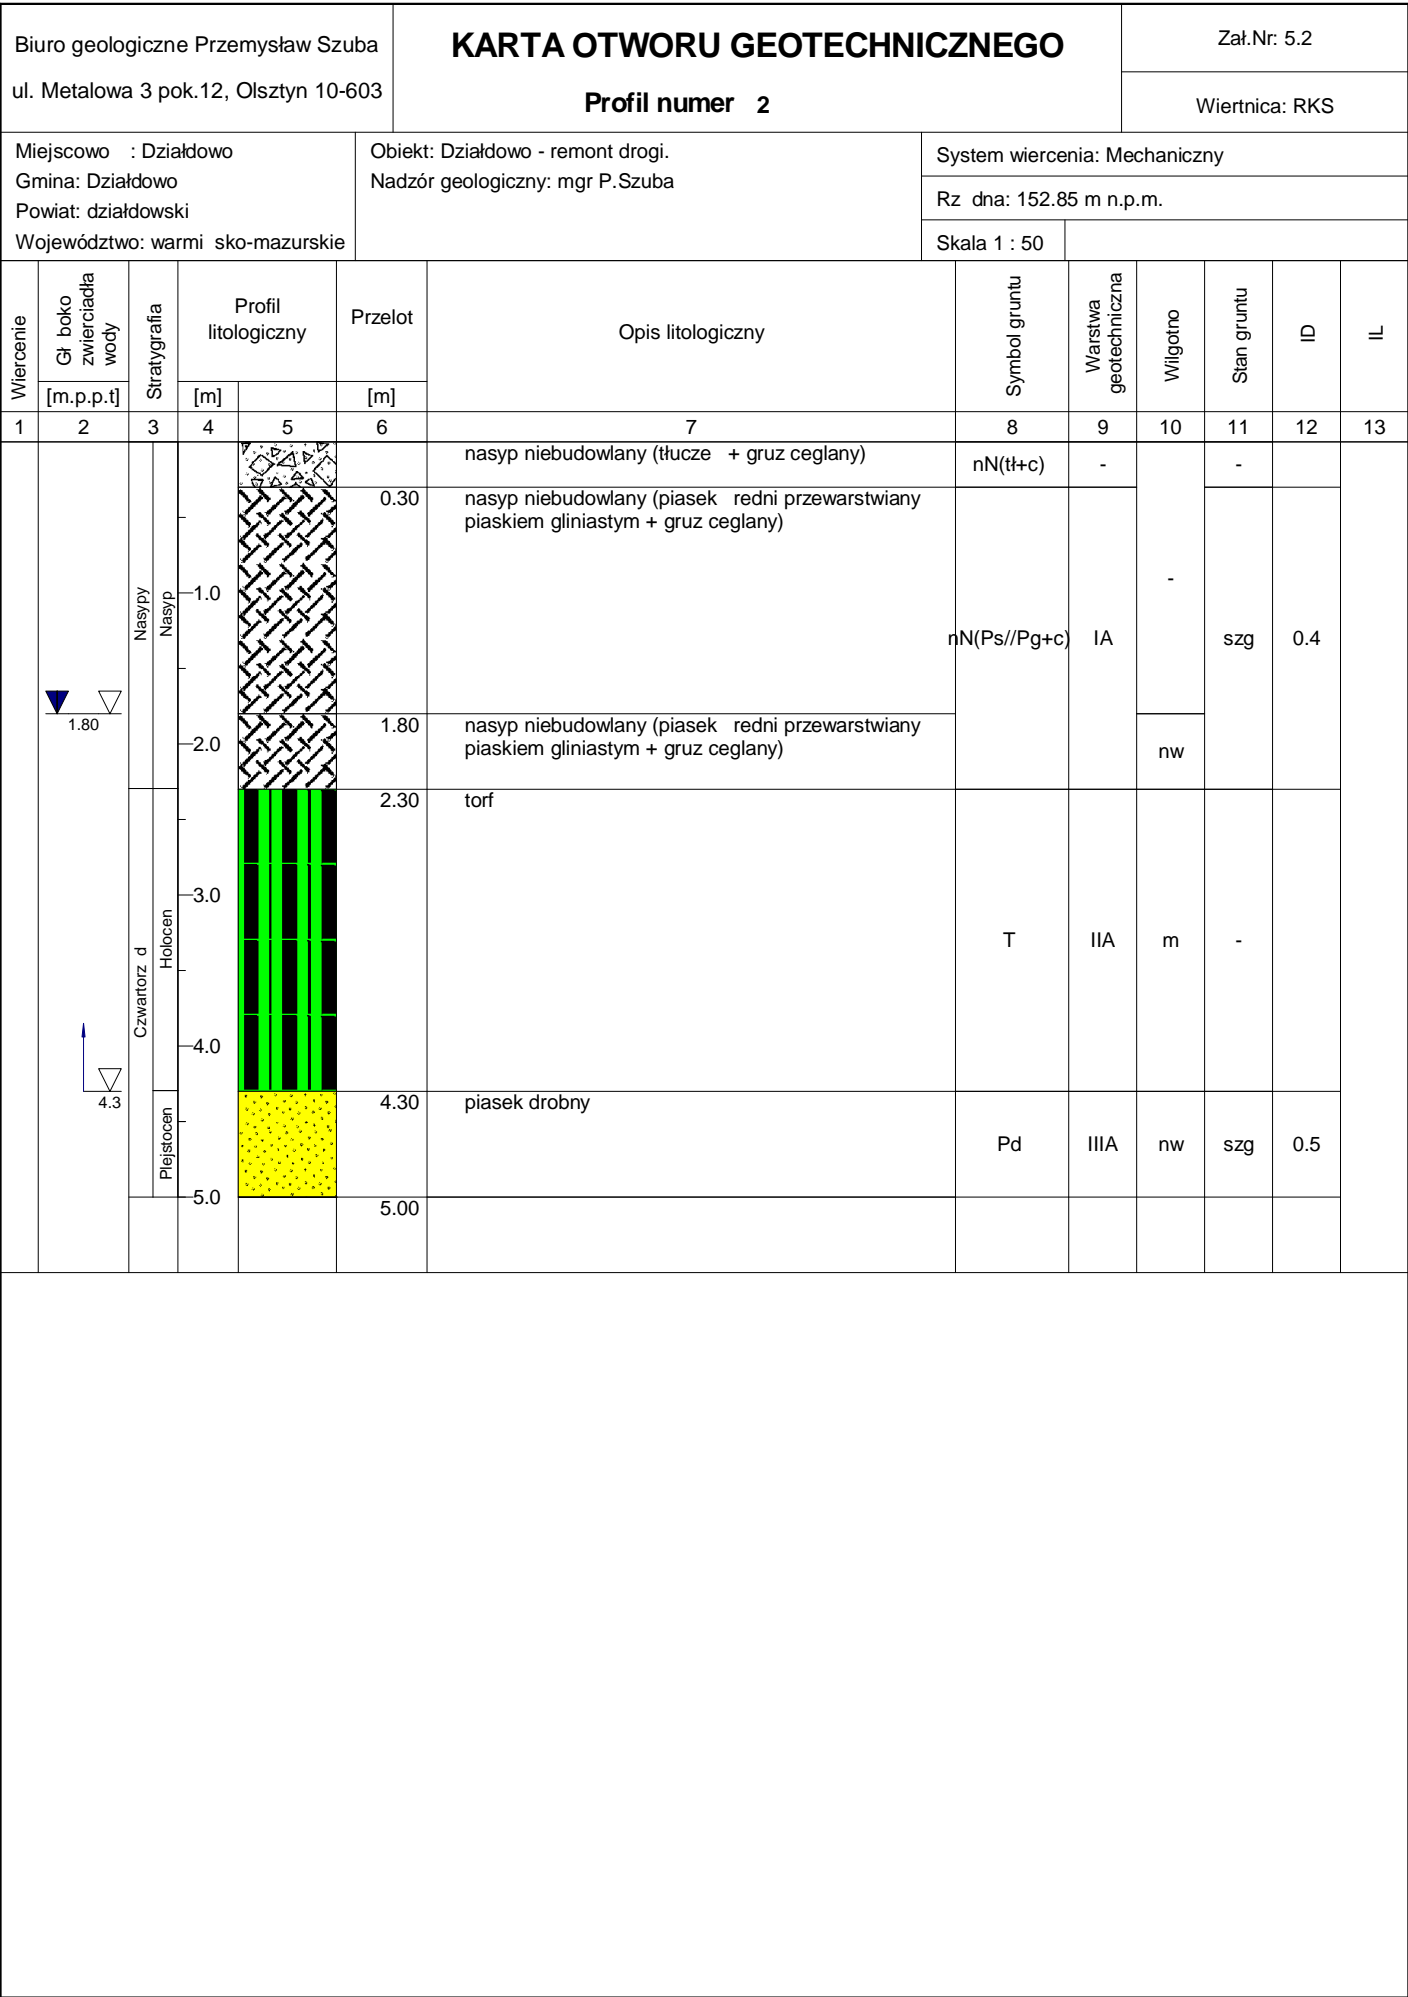 Biuro geologiczne Przemysław Szuba
ul. Metalowa 3 pok.12, Olsztyn 10-603
KARTA OTWORU GEOTECHNICZNEGO
Profil numer 2
Zał.Nr: 5.2
Wiertnica: RKS
Miejscowo : Działdowo
Gmina: Działdowo
Powiat: działdowski
Województwo: warmi sko-mazurskie
Obiekt: Działdowo - remont drogi.
Nadzór geologiczny: mgr P.Szuba
System wiercenia: Mechaniczny
Rz dna: 152.85 m n.p.m.
Skala 1 : 50
Wiercenie
Gł boko
zwierciadła
wody
[m.p.p.t]
Stratygrafia
Profil
litologiczny
[m]
Przelot
[m]
Opis litologiczny
Symbol gruntu
Warstwa
geotechniczna
Wilgotno
Stan gruntu
ID
IL
1 2 3 4 5 6 7 8 9 10 11 12 13
nasyp niebudowlany (tłucze + gruz ceglany)
nN(tł+c) - -
0.30 nasyp niebudowlany (piasek redni przewarstwiany
piaskiem gliniastym + gruz ceglany)
Nasypy
Nasyp
1.0
-
nN(Ps//Pg+c) IA szg 0.4
1.80
1.80 nasyp niebudowlany (piasek redni przewarstwiany
piaskiem gliniastym + gruz ceglany)
2.0
nw
2.30 torf
3.0
Czwartorz d
Holocen
T IIA m -
4.0
4.3
4.30 piasek drobny
Plejstocen
Pd IIIA nw szg 0.5
5.0
5.00